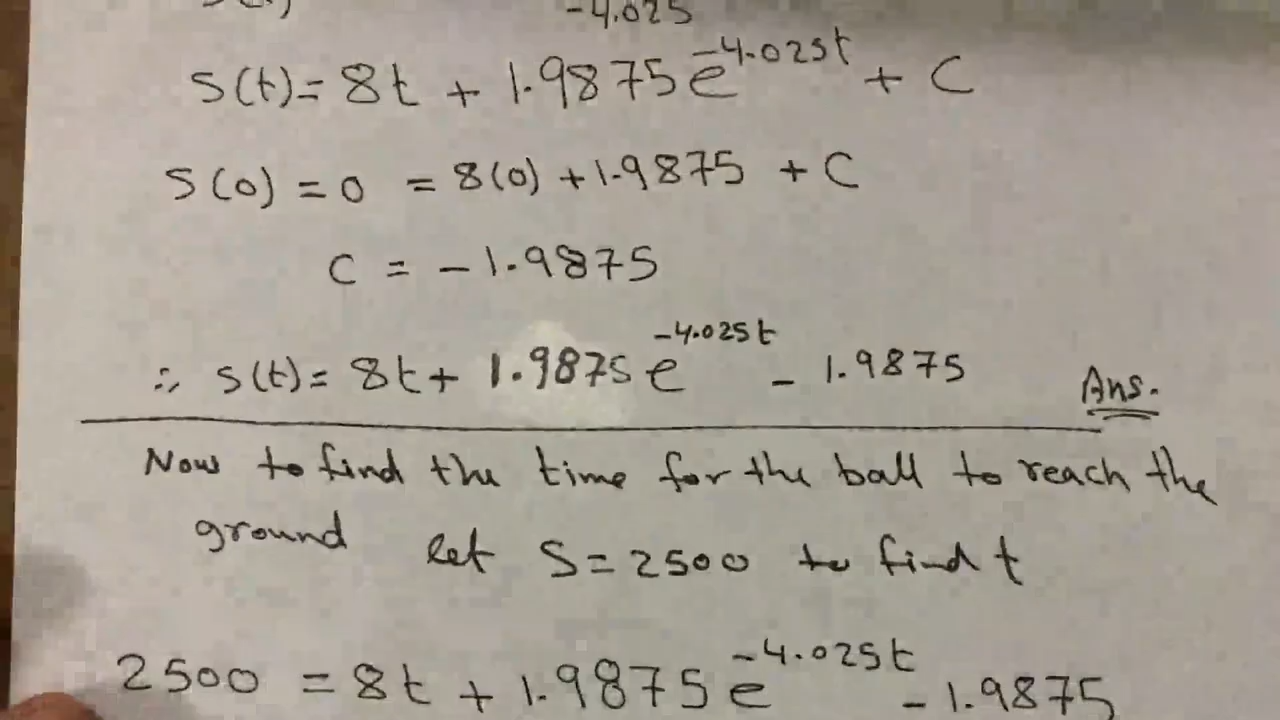 -4.025
S(t) = 8t + 1.9875 e^-4.025t + C
S(0) = 0 = 8(0) + 1.9875 + C
C = -1.9875
∴ S(t) = 8t + 1.9875 e^-4.025t - 1.9875 Ans.
Now to find the time for the ball to reach the
ground let S = 2500 to find t
2500 = 8t + 1.9875 e^-4.025t - 1.9875